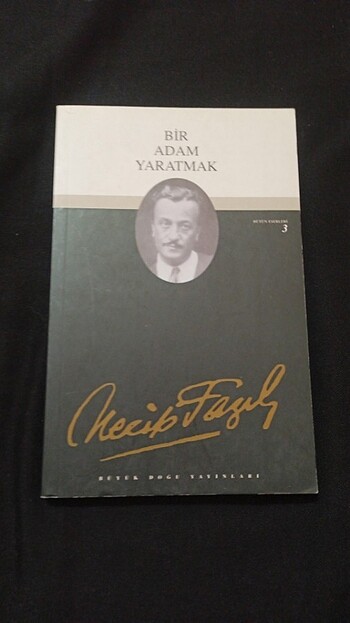 BİR
ADAM
YARATMAK
BÜTÜN ESERLERİ
3
Necip Fazıl
BÜYÜK DOĞU YAYINLARI